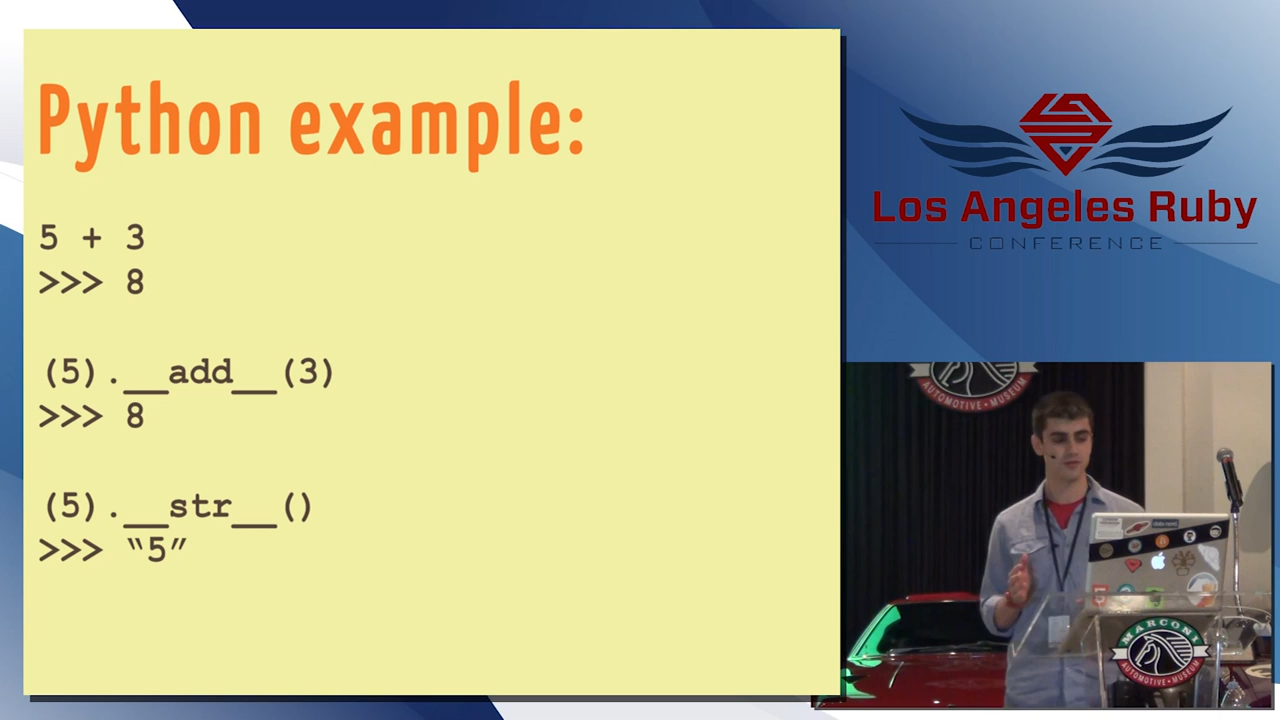 Python example:
5 + 3
>>> 8
(5).__add__(3)
>>> 8
(5).__str__()
>>> “5”
Los Angeles Ruby
CONFERENCE
AUTOMOTIVE • MUSEUM
MARCONI
AUTOMOTIVE • MUSEUM